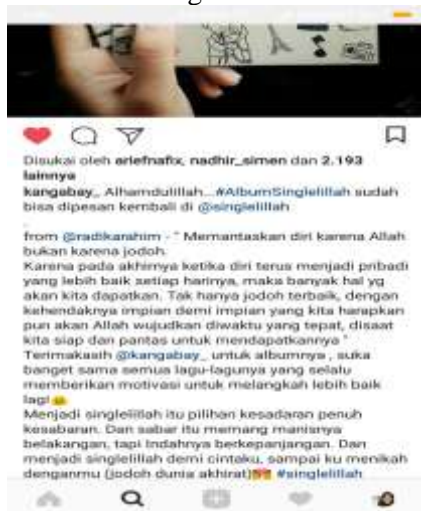 Disukai oleh ariefnafix, nadhir_simen dan 2.193
lainnya
kangabay_ Alhamdulillah...#AlbumSinglelillah sudah
bisa dipesan kembali di @singlelillah
.
from @radikarahim - " Memantaskan diri karena Allah
bukan karena jodoh.
Karena pada akhirnya ketika diri terus menjadi pribadi
yang lebih baik setiap harinya, maka banyak hal yg
akan kita dapatkan. Tak hanya jodoh terbaik, dengan
kehendaknya impian demi impian yang kita harapkan
pun akan Allah wujudkan diwaktu yang tepat, disaat
kita siap dan pantas untuk mendapatkannya "
Terimakasih @kangabay_ untuk albumnya , suka
banget sama semua lagu-lagunya yang selalu
memberikan motivasi untuk melangkah lebih baik
lagi😊
Menjadi singlelillah itu pilihan kesadaran penuh
kesabaran. Dan sabar itu memang manisnya
belakangan, tapi Indahnya berkepanjangan. Dan
menjadi singlelillah demi cintaku, sampai ku menikah
denganmu (jodoh dunia akhirat) #singlelillah